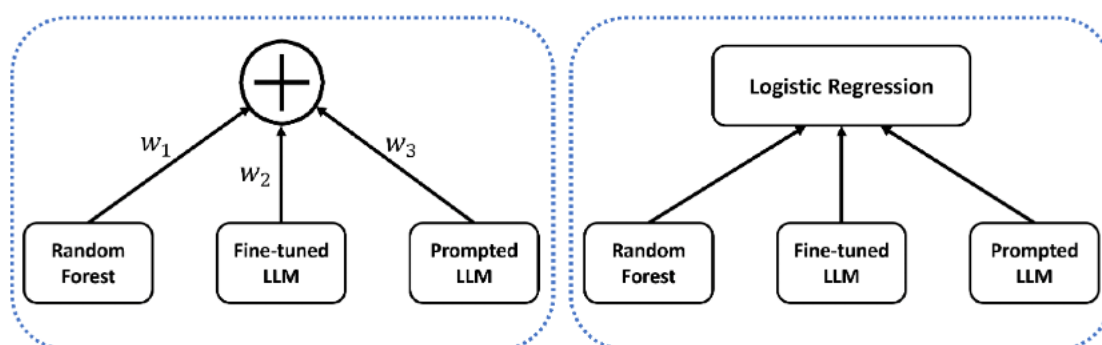 w₁
w₂
w₃
Random
Forest
Fine-tuned
LLM
Prompted
LLM
Logistic Regression
Random
Forest
Fine-tuned
LLM
Prompted
LLM